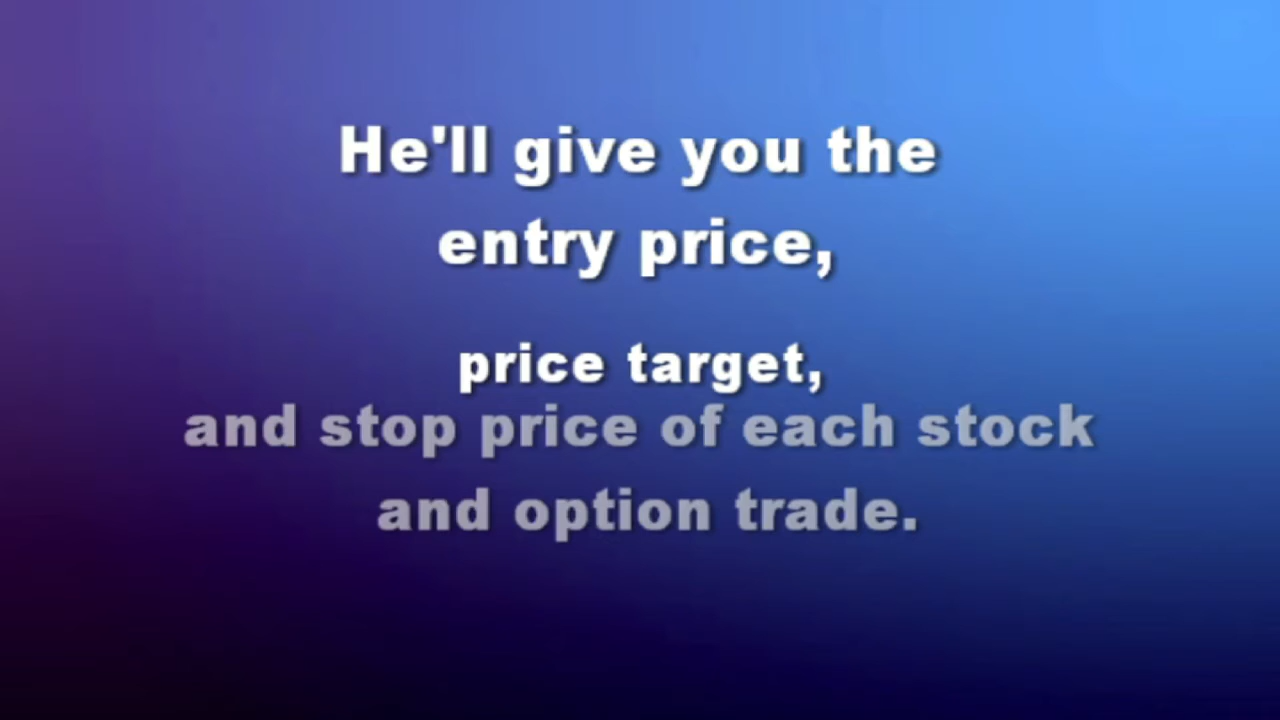 He'll give you the
entry price,
price target,
and stop price of each stock
and option trade.